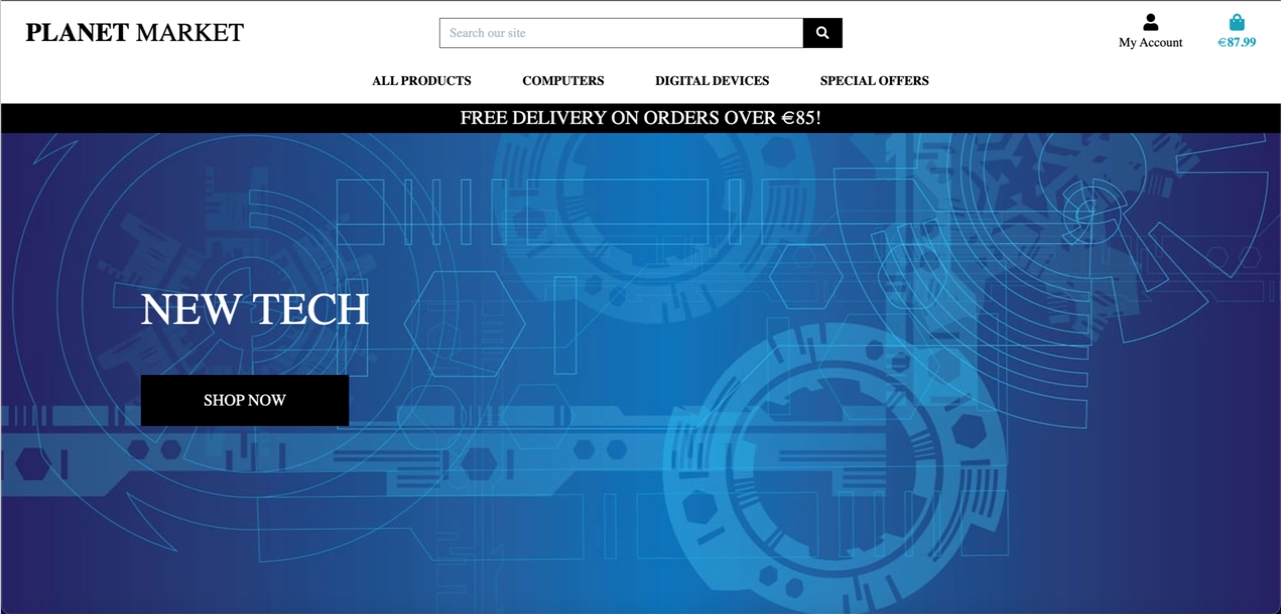 PLANET MARKET
Search our site
My Account
€87.99
ALL PRODUCTS
COMPUTERS
DIGITAL DEVICES
SPECIAL OFFERS
FREE DELIVERY ON ORDERS OVER €85!
NEW TECH
SHOP NOW